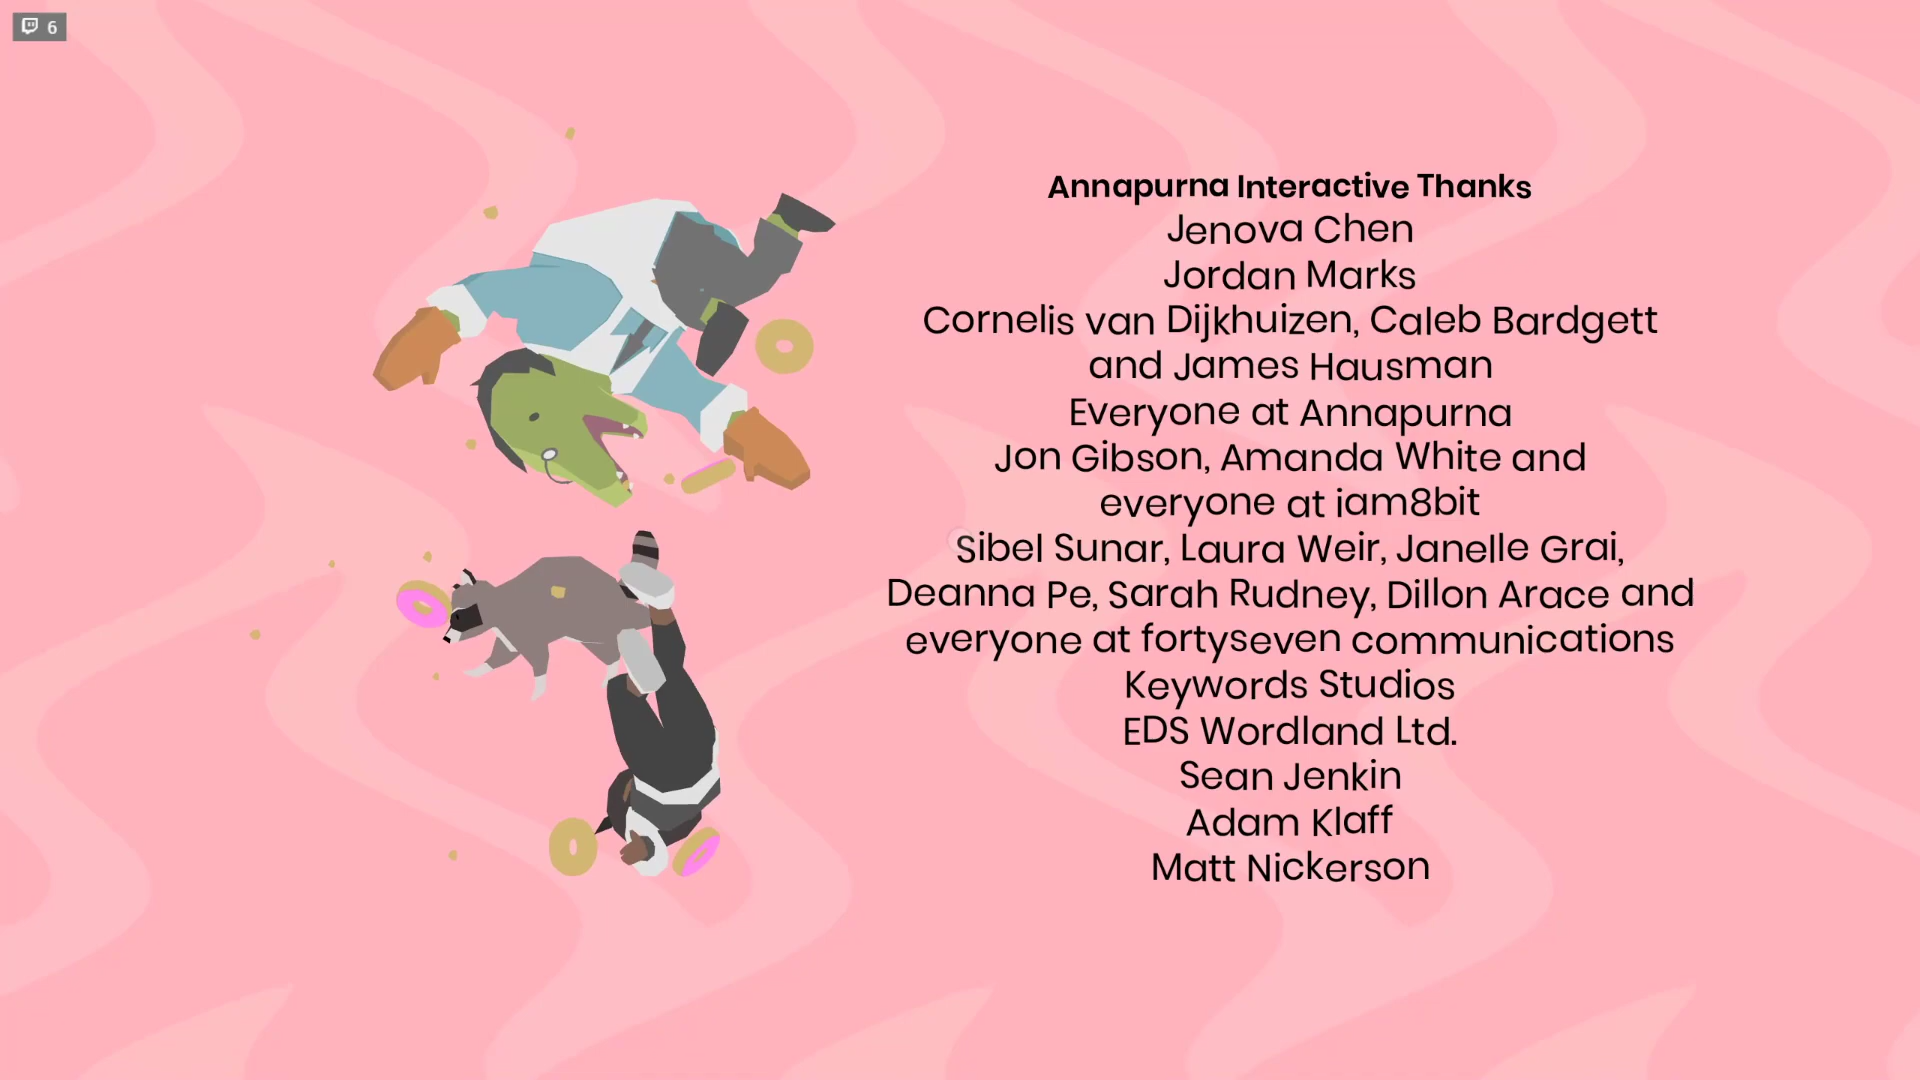 6
Annapurna Interactive Thanks
Jenova Chen
Jordan Marks
Cornelis van Dijkhuizen, Caleb Bardgett
and James Hausman
Everyone at Annapurna
Jon Gibson, Amanda White and
everyone at iam8bit
Sibel Sunar, Laura Weir, Janelle Grai,
Deanna Pe, Sarah Rudney, Dillon Arace and
everyone at fortyseven communications
Keywords Studios
EDS Wordland Ltd.
Sean Jenkin
Adam Klaff
Matt Nickerson